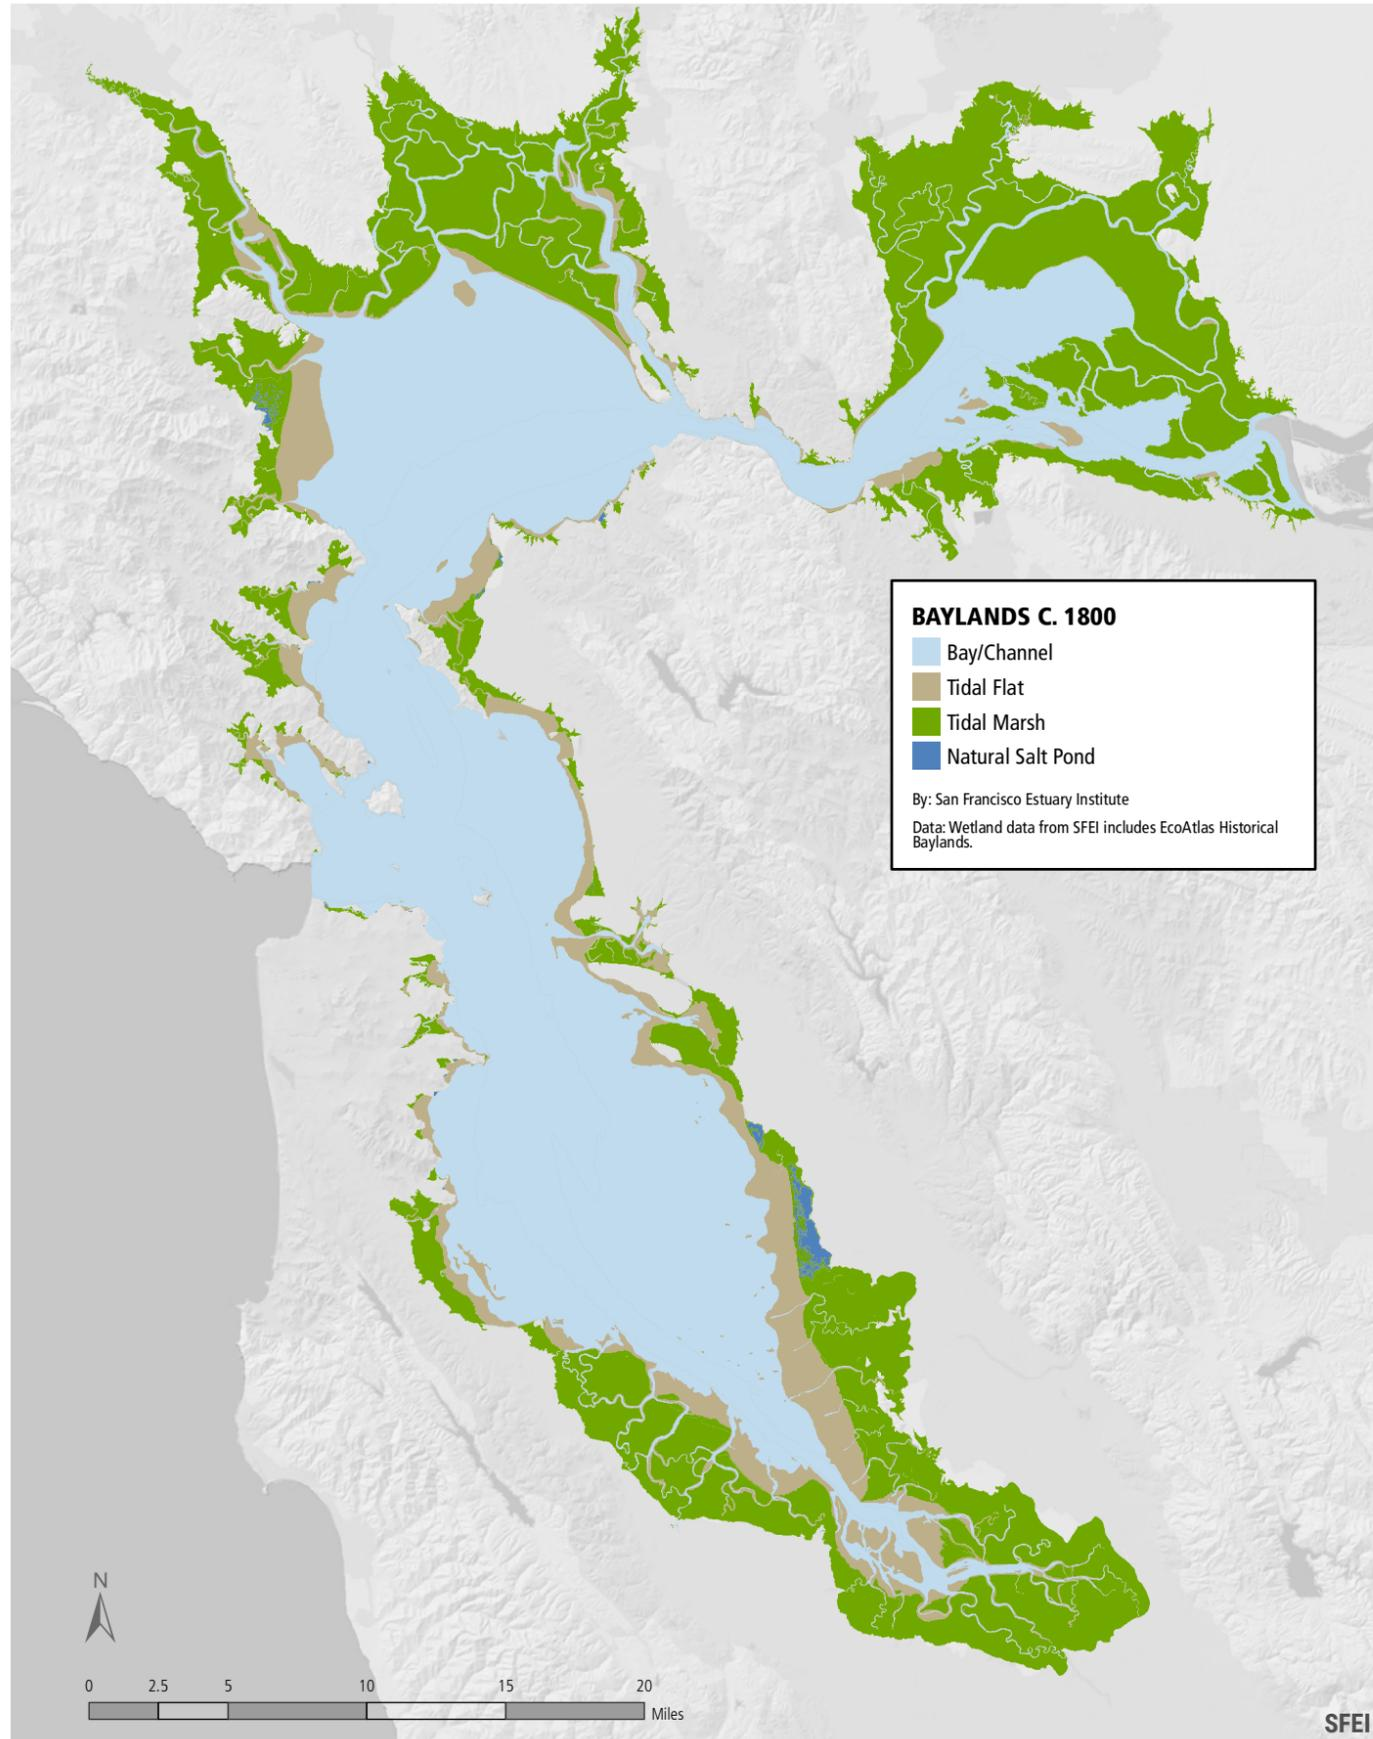 BAYLANDS C. 1800
Bay/Channel
Tidal Flat
Tidal Marsh
Natural Salt Pond
By: San Francisco Estuary Institute
Data: Wetland data from SFEI includes EcoAtlas Historical
Baylands.
N
0 2.5 5 10 15 20
Miles
SFEI